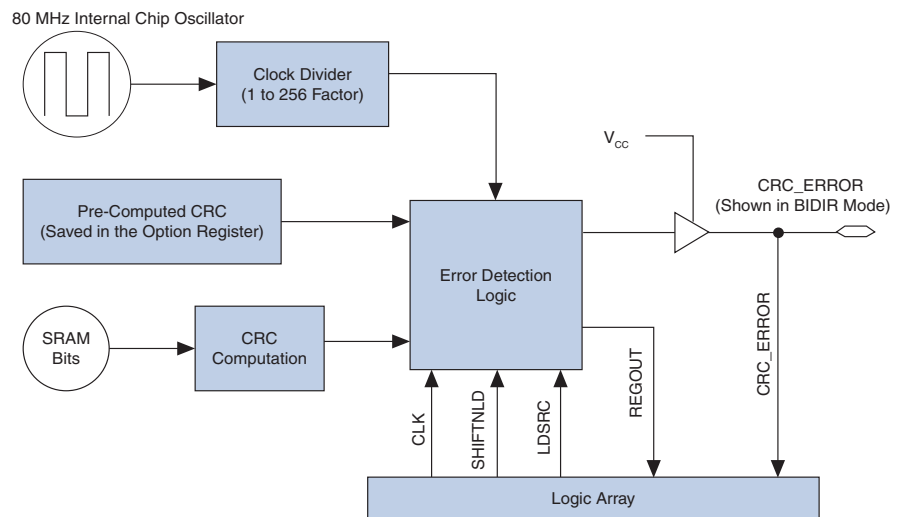 80 MHz Internal Chip Oscillator
Clock Divider
(1 to 256 Factor)
VCC
CRC_ERROR
(Shown in BIDIR Mode)
Pre-Computed CRC
(Saved in the Option Register)
Error Detection
Logic
SRAM
Bits
CRC
Computation
CLK
SHIFTNLD
LDSRC
REGOUT
CRC_ERROR
Logic Array